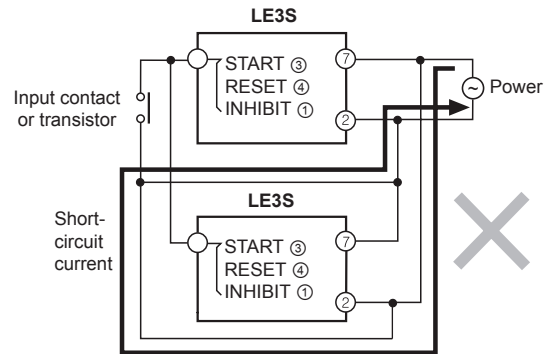 LE3S
START ③
RESET ④
INHIBIT ①
7
2
Power
Input contact
or transistor
~
LE3S
START ③
RESET ④
INHIBIT ①
7
2
Short-
circuit
current